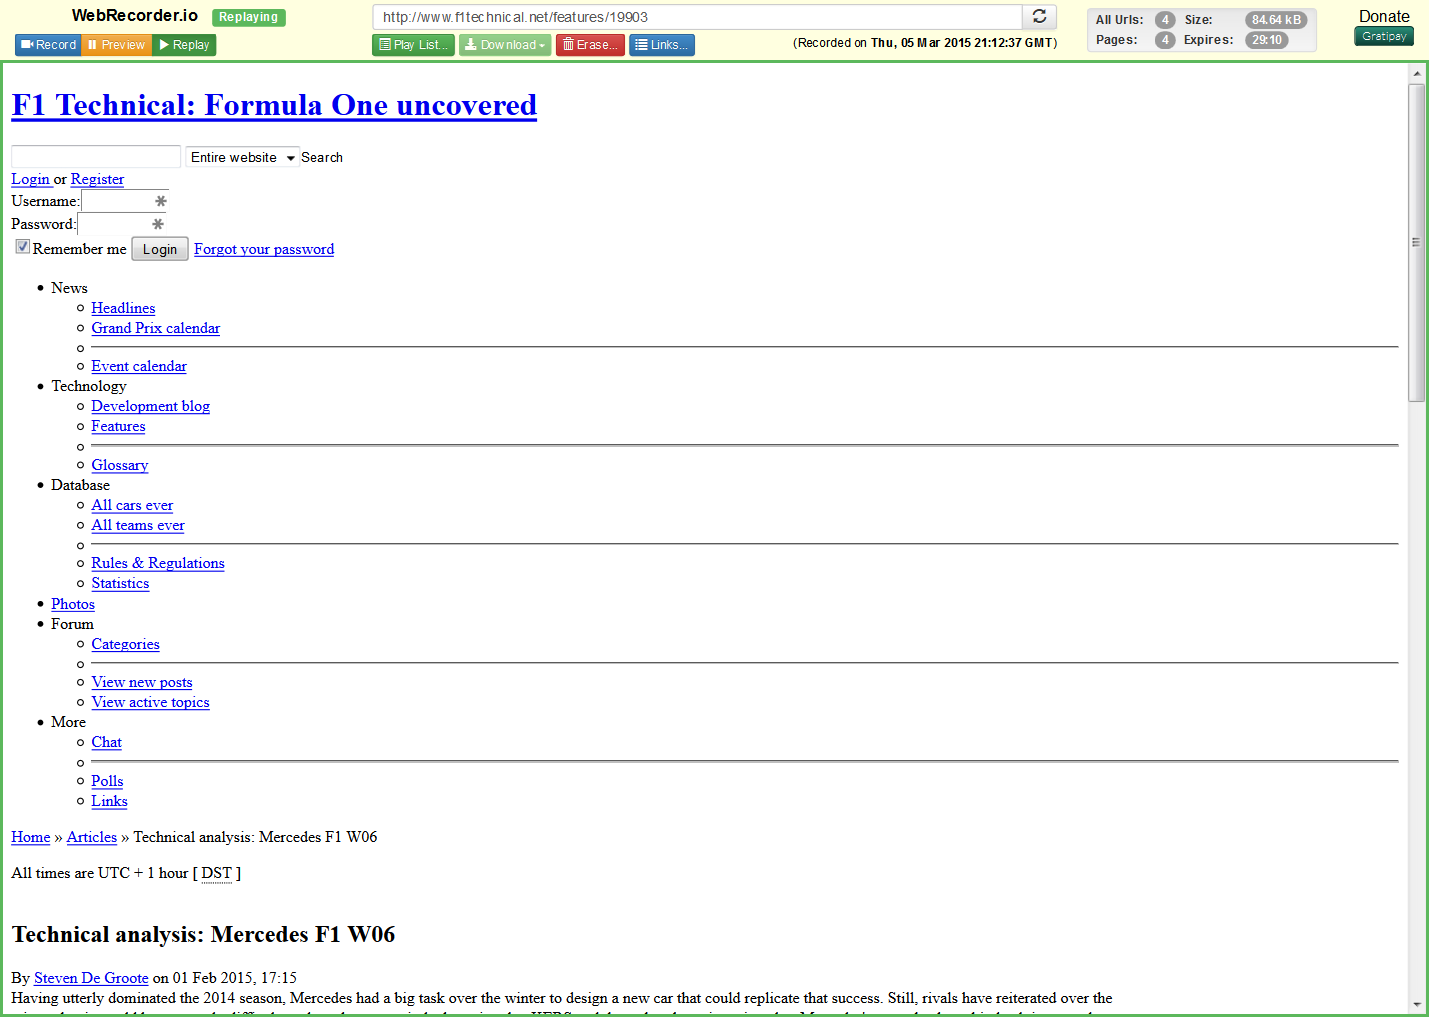 WebRecorder.io Replaying
http://www.f1technical.net/features/19903
All Urls: 4 Size: 84.64 kB
Donate
Record Preview Replay
Play List... Download Erase... Links...
(Recorded on Thu, 05 Mar 2015 21:12:37 GMT)
Pages: 4 Expires: 29:10
Gratipay
F1 Technical: Formula One uncovered
Entire website Search
Login or Register
Username:
Password:
Remember me Login Forgot your password
News
Headlines
Grand Prix calendar
Event calendar
Technology
Development blog
Features
Glossary
Database
All cars ever
All teams ever
Rules & Regulations
Statistics
Photos
Forum
Categories
View new posts
View active topics
More
Chat
Polls
Links
Home » Articles » Technical analysis: Mercedes F1 W06
All times are UTC + 1 hour [ DST ]
Technical analysis: Mercedes F1 W06
By Steven De Groote on 01 Feb 2015, 17:15
Having utterly dominated the 2014 season, Mercedes had a big task over the winter to design a new car that could replicate that success. Still, rivals have reiterated over the